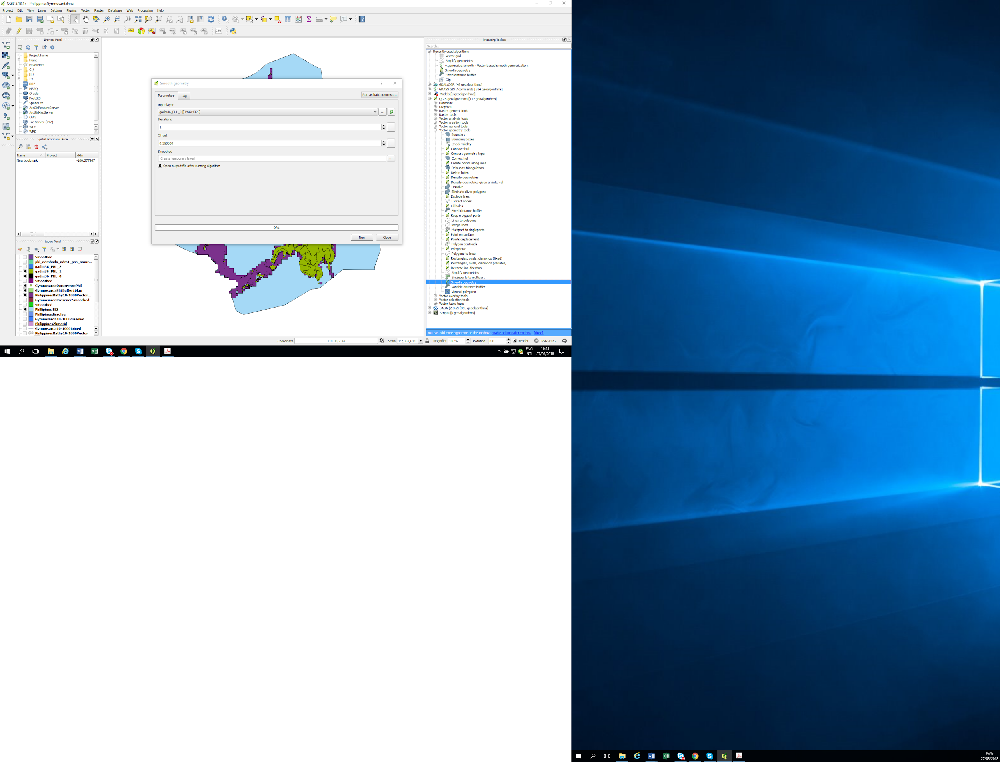 QGIS 2.18.17 - PhilippinesGymnocardaFinal
Project Edit View Layer Settings Plugins Vector Raster Database Web Processing Help
Browser Panel
Project home
Home
Favourites
C:/
H:/
I:/
DB2
MSSQL
Oracle
PostGIS
SpatiaLite
ArcGisFeatureServer
ArcGisMapServer
OWS
Tile Server (XYZ)
WCS
WFS
Spatial Bookmarks Panel
Name Project xMin
New bookmark -100.277967
Layers Panel
Smoothed
phl_admbnda_adm1_psa_namr...
gadm36_PHL_2
gadm36_PHL_1
gadm36_PHL_0
Smoothed
GymnosardaOccurrencePhil
GymnosardaPhilBuffer10km
PhilippinesBathy10-1000Vector...
GymnosardaPresenceSmoothed
Smoothed
Phillipines EEZ
Phillipinesdissolve
Gymnosarda10-1000dissolve
Philippines2kmgrid
Gymnosarda10-1000joined
PhilippinesBathy10-1000Vector
Smooth geometry
?
Parameters Log Run as batch process...
Input layer
gadm36_PHL_0 [EPSG:4326]
...
Iterations
1
...
Offset
0.250000
...
Smoothed
[Create temporary layer]
...
Open output file after running algorithm
0%
Run Close
Processing Toolbox
Search...
Recently used algorithms
Vector grid
Simplify geometries
v.generalize.smooth - Vector based smooth generalization.
Smooth geometry
Fixed distance buffer
Clip
GDAL/OGR [48 geoalgorithms]
GRASS GIS 7 commands [314 geoalgorithms]
Models [0 geoalgorithms]
QGIS geoalgorithms [117 geoalgorithms]
Database
Graphics
Raster general tools
Raster tools
Vector analysis tools
Vector creation tools
Vector general tools
Vector geometry tools
Boundary
Bounding boxes
Check validity
Concave hull
Convert geometry type
Convex hull
Create points along lines
Delaunay triangulation
Delete holes
Densify geometries
Densify geometries given an interval
Dissolve
Eliminate sliver polygons
Explode lines
Extract nodes
Fill holes
Fixed distance buffer
Keep n biggest parts
Lines to polygons
Merge lines
Multipart to singleparts
Point on surface
Points displacement
Polygon centroids
Polygonize
Polygons to lines
Rectangles, ovals, diamonds (fixed)
Rectangles, ovals, diamonds (variable)
Reverse line direction
Simplify geometries
Singleparts to multipart
Smooth geometry
Variable distance buffer
Voronoi polygons
Vector overlay tools
Vector selection tools
Vector table tools
SAGA (2.3.2) [353 geoalgorithms]
Scripts [0 geoalgorithms]
You can add more algorithms to the toolbox, enable additional providers. [close]
Coordinate 118.80,2.47 Scale 1:7,862,611 Magnifier 100% Rotation 0.0 Render EPSG:4326
ENG
INTL
16:43
27/08/2018
16:43
27/08/2018